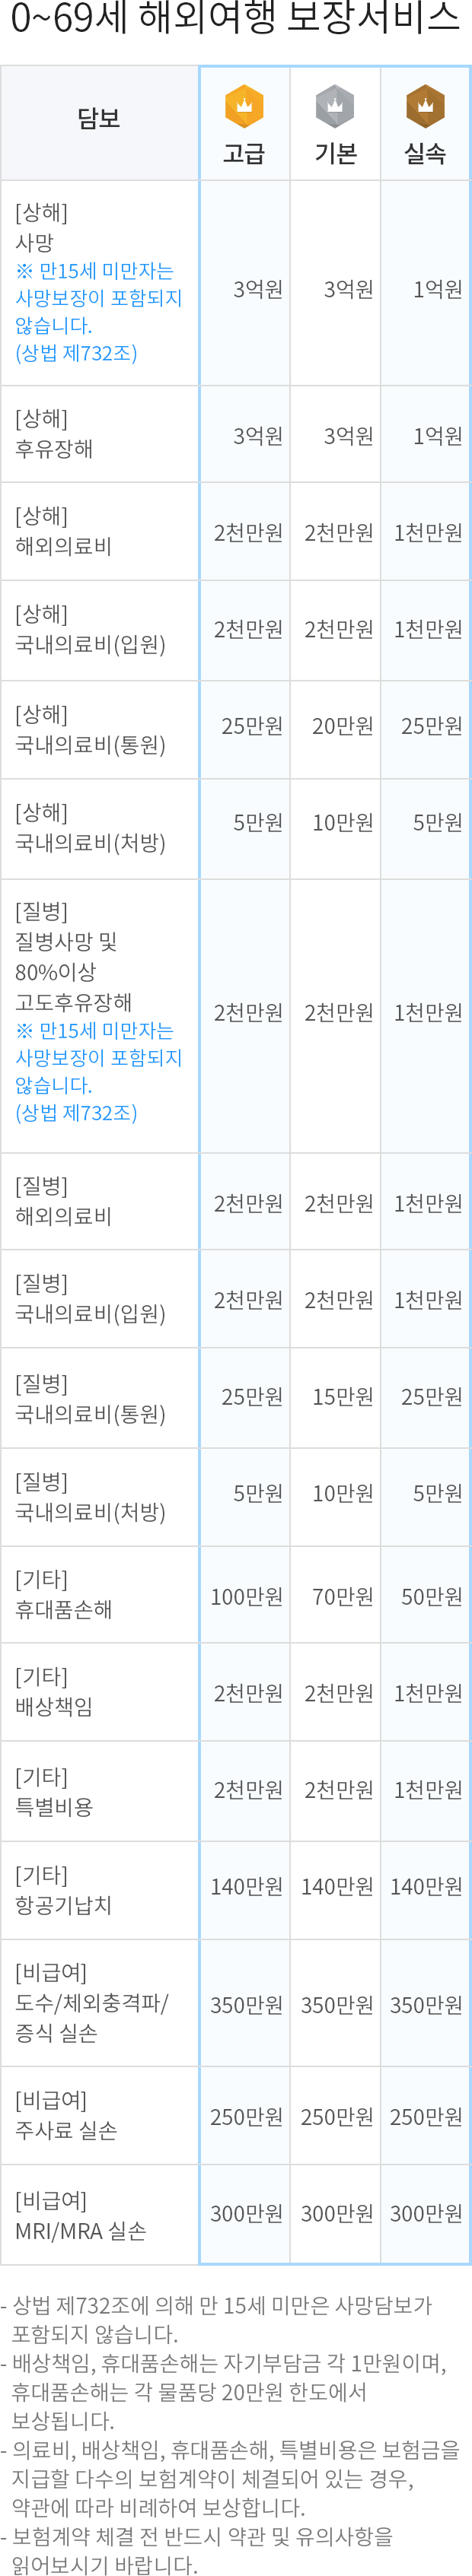 0~69세 해외여행 보장서비스
담보
고급 기본 실속
[상해]
사망
※ 만15세 미만자는
사망보장이 포함되지
않습니다.
(상법 제732조)
3억원 3억원 1억원
[상해]
후유장해
3억원 3억원 1억원
[상해]
해외의료비
2천만원 2천만원 1천만원
[상해]
국내의료비(입원)
2천만원 2천만원 1천만원
[상해]
국내의료비(통원)
25만원 20만원 25만원
[상해]
국내의료비(처방)
5만원 10만원 5만원
[질병]
질병사망 및
80%이상
고도후유장해
※ 만15세 미만자는
사망보장이 포함되지
않습니다.
(상법 제732조)
2천만원 2천만원 1천만원
[질병]
해외의료비
2천만원 2천만원 1천만원
[질병]
국내의료비(입원)
2천만원 2천만원 1천만원
[질병]
국내의료비(통원)
25만원 15만원 25만원
[질병]
국내의료비(처방)
5만원 10만원 5만원
[기타]
휴대품손해
100만원 70만원 50만원
[기타]
배상책임
2천만원 2천만원 1천만원
[기타]
특별비용
2천만원 2천만원 1천만원
[기타]
항공기납치
140만원 140만원 140만원
[비급여]
도수/체외충격파/
증식 실손
350만원 350만원 350만원
[비급여]
주사료 실손
250만원 250만원 250만원
[비급여]
MRI/MRA 실손
300만원 300만원 300만원
- 상법 제732조에 의해 만 15세 미만은 사망담보가
포함되지 않습니다.
- 배상책임, 휴대품손해는 자기부담금 각 1만원이며,
휴대품손해는 각 물품당 20만원 한도에서
보상됩니다.
- 의료비, 배상책임, 휴대품손해, 특별비용은 보험금을
지급할 다수의 보험계약이 체결되어 있는 경우,
약관에 따라 비례하여 보상합니다.
- 보험계약 체결 전 반드시 약관 및 유의사항을
읽어보시기 바랍니다.